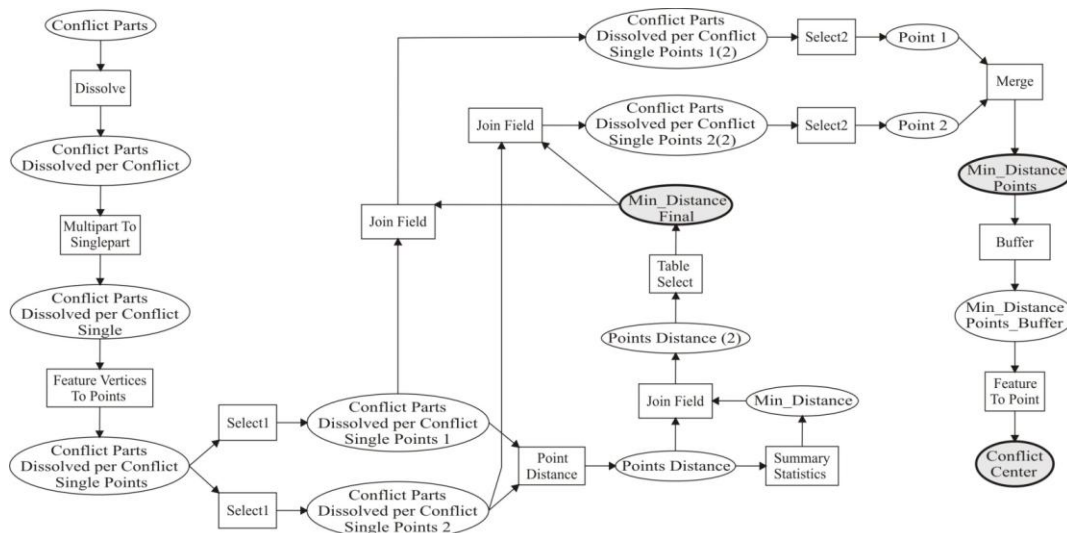 Conflict Parts
Dissolve
Conflict Parts
Dissolved per Conflict
Multipart To
Singlepart
Conflict Parts
Dissolved per Conflict
Single
Feature Vertices
To Points
Conflict Parts
Dissolved per Conflict
Single Points
Select1
Select1
Conflict Parts
Dissolved per Conflict
Single Points 1
Conflict Parts
Dissolved per Conflict
Single Points 2
Join Field
Join Field
Conflict Parts
Dissolved per Conflict
Single Points 1(2)
Conflict Parts
Dissolved per Conflict
Single Points 2(2)
Point
Distance
Points Distance
Summary
Statistics
Min_Distance
Join Field
Points Distance (2)
Table
Select
Min_Distance
Final
Select2
Select2
Point 1
Point 2
Merge
Min_Distance
Points
Buffer
Min_Distance
Points_Buffer
Feature
To Point
Conflict
Center